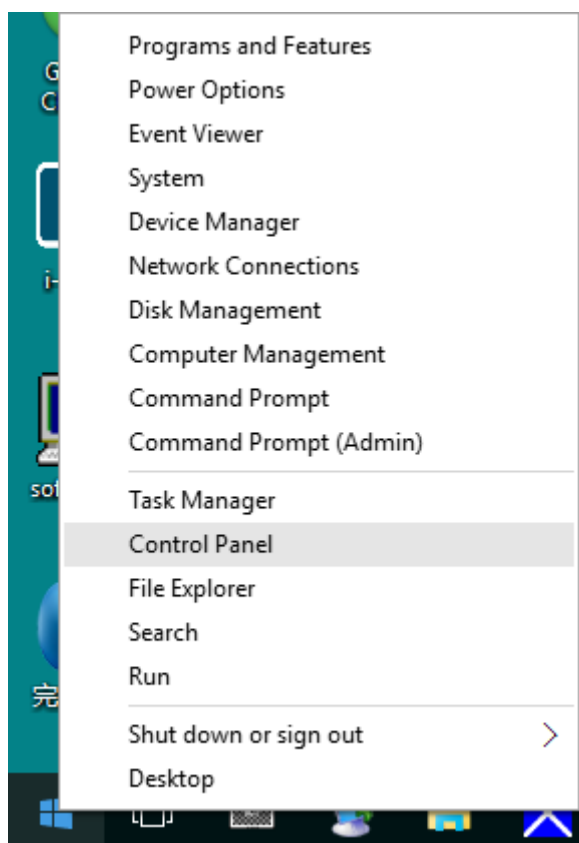 G
C
Programs and Features
Power Options
Event Viewer
System
Device Manager
i-
Network Connections
Disk Management
Computer Management
Command Prompt
Command Prompt (Admin)
Task Manager
Control Panel
File Explorer
Search
Run
完
Shut down or sign out
Desktop